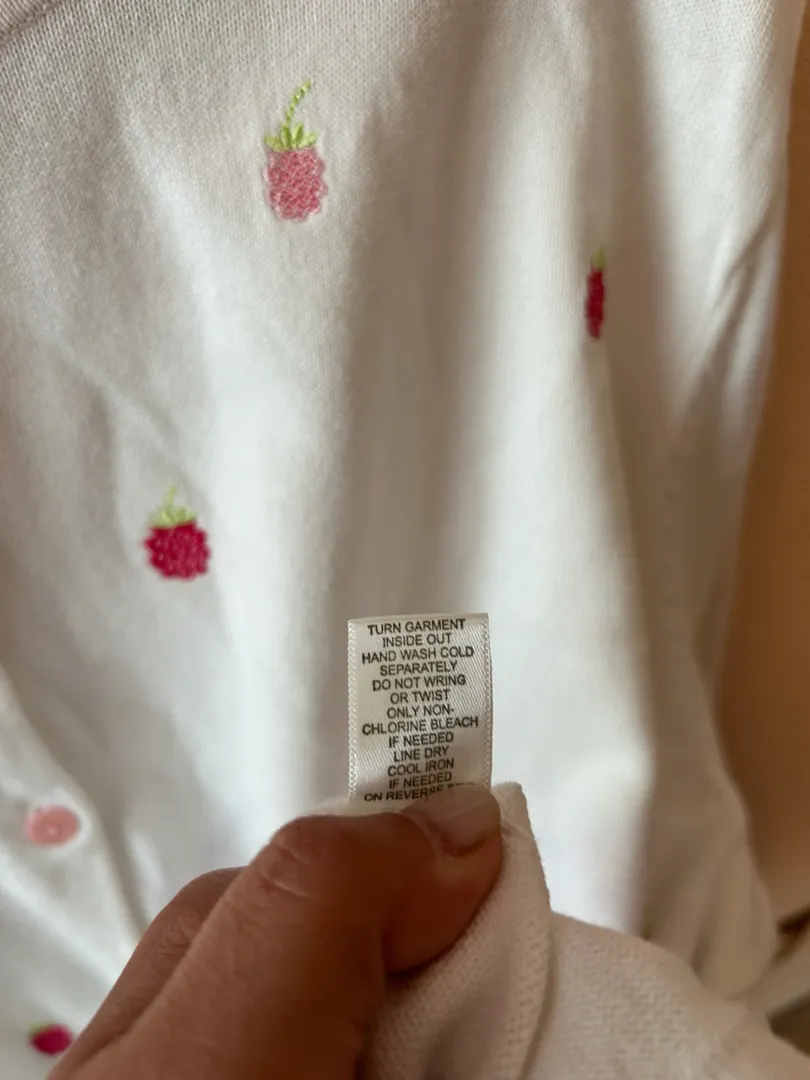 TURN GARMENT
INSIDE OUT
HAND WASH COLD
SEPARATELY
DO NOT WRING
OR TWIST
ONLY NON-
CHLORINE BLEACH
IF NEEDED
LINE DRY
COOL IRON
IF NEEDED
ON REVERSE